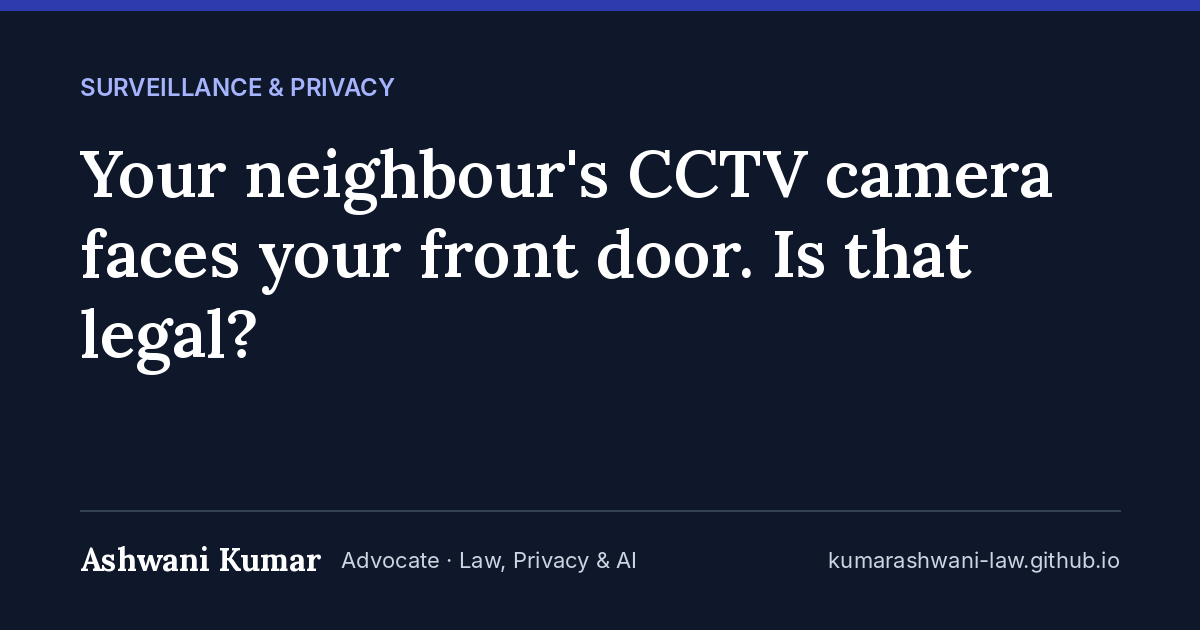 SURVEILLANCE & PRIVACY
Your neighbour's CCTV camera
faces your front door. Is that
legal?
Ashwani Kumar Advocate · Law, Privacy & AI kumarashwani-law.github.io